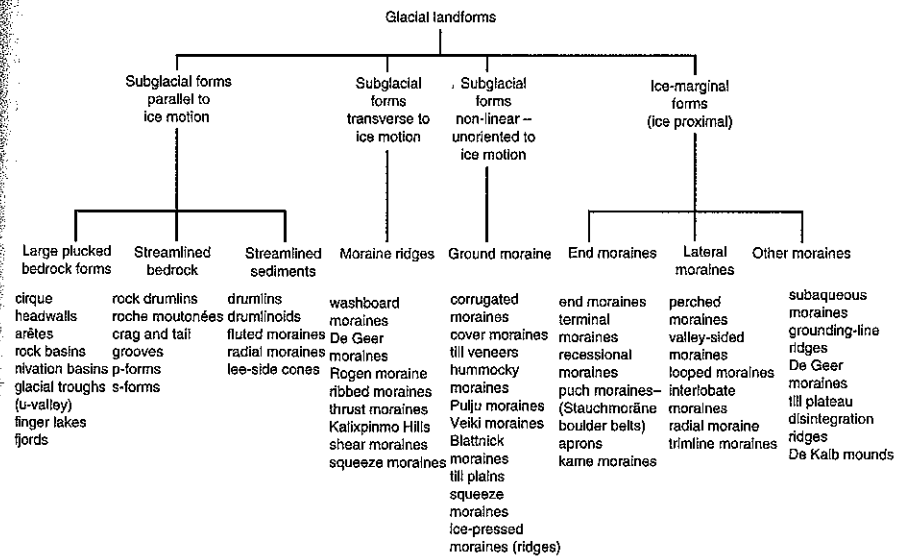 Glacial landforms
Subglacial forms
parallel to
ice motion
Subglacial
forms
transverse to
ice motion
Subglacial
forms
non-linear –
unoriented to
ice motion
Ice-marginal
forms
(ice proximal)
Large plucked
bedrock forms
cirque
headwalls
arêtes
rock basins
nivation basins
glacial troughs
(u-valley)
finger lakes
fjords
Streamlined
bedrock
rock drumlins
roche moutonées
crag and tail
grooves
p-forms
s-forms
Streamlined
sediments
drumlins
drumlinoids
fluted moraines
radial moraines
lee-side cones
Moraine ridges
washboard
moraines
De Geer
moraines
Rogen moraine
ribbed moraines
thrust moraines
Kalixpinmo Hills
shear moraines
squeeze moraines
Ground moraine
corrugated
moraines
cover moraines
till veneers
hummocky
moraines
Pulju moraines
Veiki moraines
Blattnick
moraines
till plains
squeeze
moraines
ice-pressed
moraines (ridges)
End moraines
end moraines
terminal
moraines
recessional
moraines
puch moraines–
(Stauchmoräne
boulder belts)
aprons
kame moraines
Lateral
moraines
perched
moraines
valley-sided
moraines
looped moraines
interlobate
moraines
radial moraine
trimline moraines
Other moraines
subaqueous
moraines
grounding-line
ridges
De Geer
moraines
till plateau
disintegration
ridges
De Kalb mounds